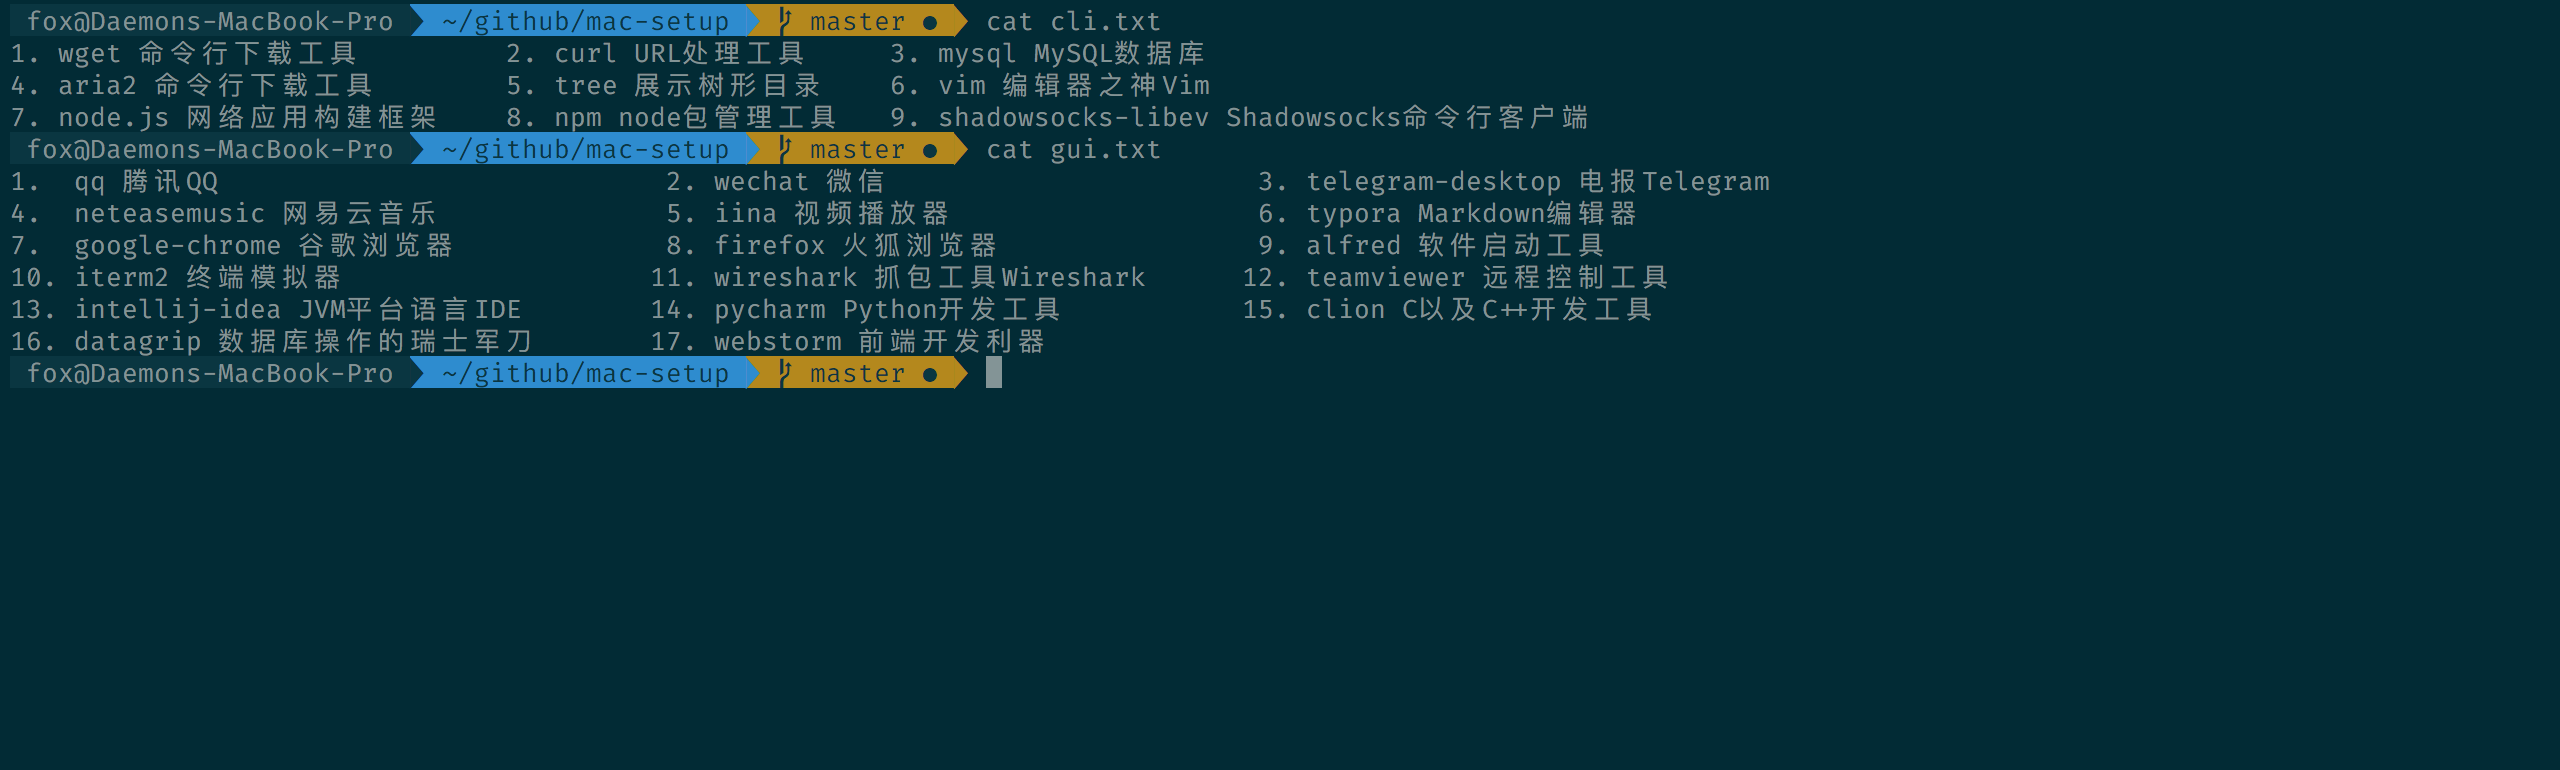 fox@Daemons-MacBook-Pro ~/github/mac-setup master ● cat cli.txt
1. wget 命令行下载工具 2. curl URL处理工具 3. mysql MySQL数据库
4. aria2 命令行下载工具 5. tree 展示树形目录 6. vim 编辑器之神Vim
7. node.js 网络应用构建框架 8. npm node包管理工具 9. shadowsocks-libev Shadowsocks命令行客户端
fox@Daemons-MacBook-Pro ~/github/mac-setup master ● cat gui.txt
1. qq 腾讯QQ 2. wechat 微信 3. telegram-desktop 电报Telegram
4. neteasemusic 网易云音乐 5. iina 视频播放器 6. typora Markdown编辑器
7. google-chrome 谷歌浏览器 8. firefox 火狐浏览器 9. alfred 软件启动工具
10. iterm2 终端模拟器 11. wireshark 抓包工具Wireshark 12. teamviewer 远程控制工具
13. intellij-idea JVM平台语言IDE 14. pycharm Python开发工具 15. clion C以及C++开发工具
16. datagrip 数据库操作的瑞士军刀 17. webstorm 前端开发利器
fox@Daemons-MacBook-Pro ~/github/mac-setup master ●